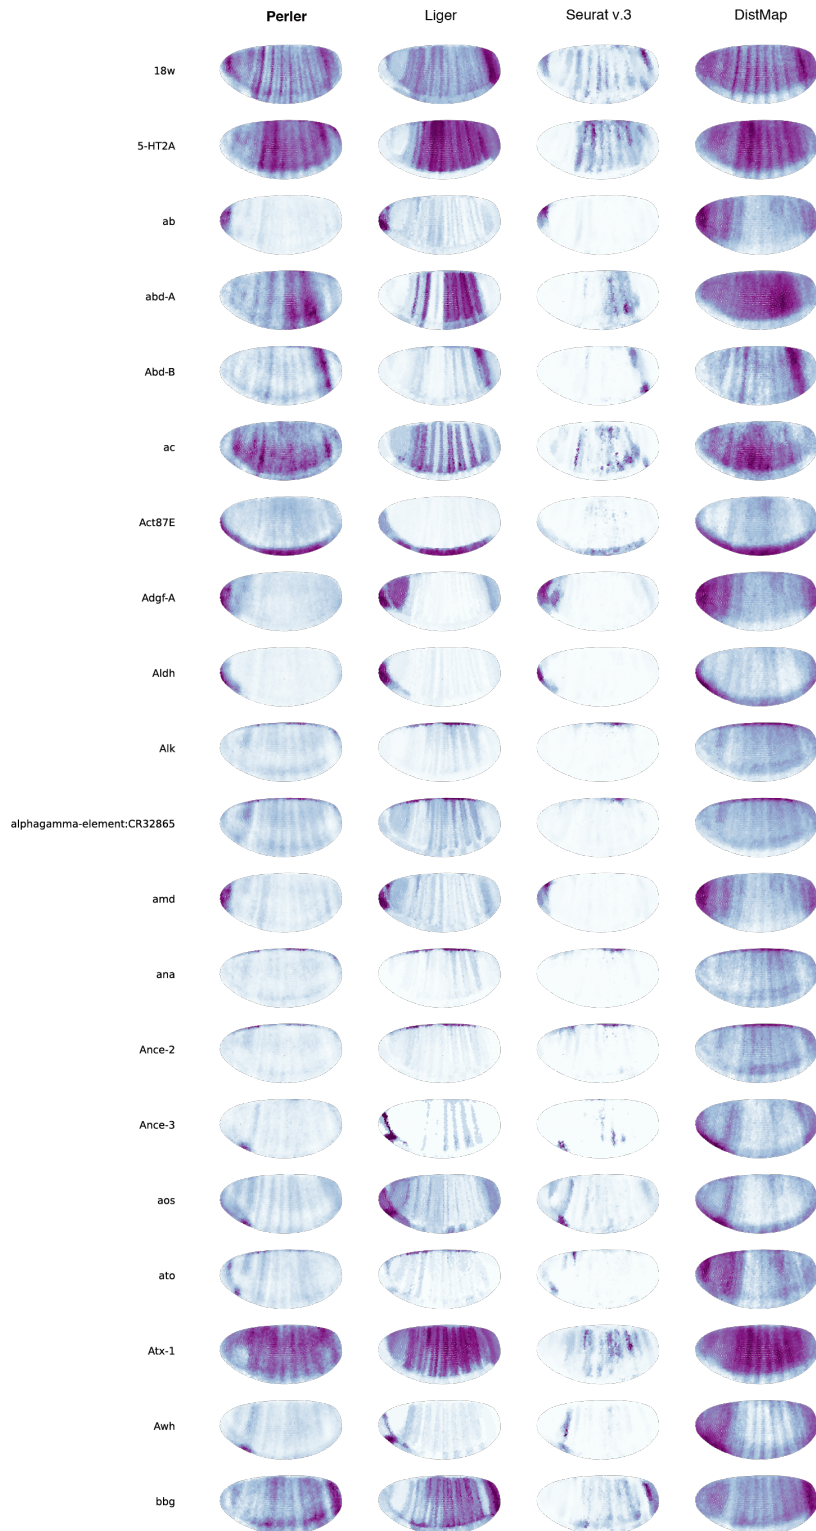 Perler Liger Seurat v.3 DistMap
18w
5-HT2A
ab
abd-A
Abd-B
ac
Act87E
Adgf-A
Aldh
Alk
alphagamma-element:CR32865
amd
ana
Ance-2
Ance-3
aos
ato
Atx-1
Awh
bbg